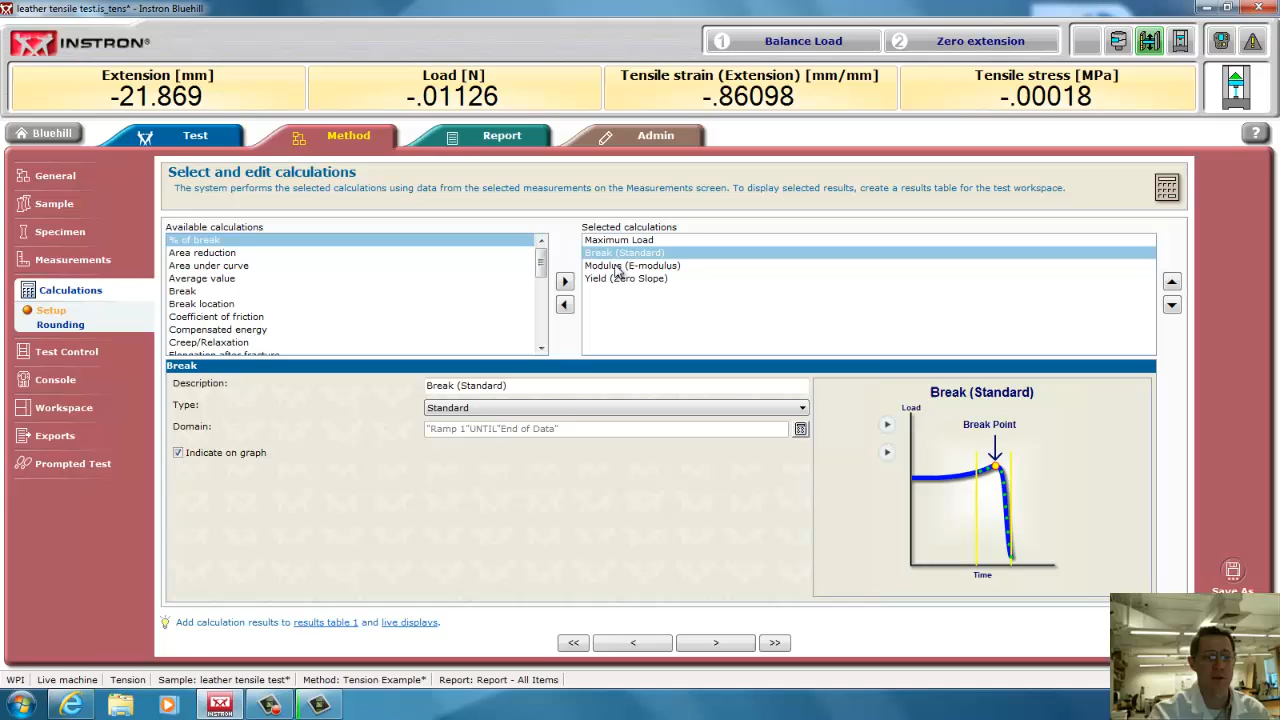 leather tensile test.is_tens* - Instron Bluehill
INSTRON®
1 Balance Load
2 Zero extension
Extension [mm]
-21.869
Load [N]
-.01126
Tensile strain (Extension) [mm/mm]
-.86098
Tensile stress [MPa]
-.00018
Bluehill
Test
Method
Report
Admin
?
General
Sample
Specimen
Measurements
Calculations
Setup
Rounding
Test Control
Console
Workspace
Exports
Prompted Test
Select and edit calculations
The system performs the selected calculations using data from the selected measurements on the Measurements screen. To display selected results, create a results table for the test workspace.
Available calculations
% of break
Area reduction
Area under curve
Average value
Break
Break location
Coefficient of friction
Compensated energy
Creep/Relaxation
Elongation after fracture
Selected calculations
Maximum Load
Break (Standard)
Modulus (E-modulus)
Yield (Zero Slope)
Break
Description:
Break (Standard)
Type:
Standard
Domain:
"Ramp 1"UNTIL"End of Data"
Indicate on graph
Break (Standard)
Load
Break Point
Time
Add calculation results to results table 1 and live displays.
<<
<
>
>>
Save As
WPI
Live machine
Tension
Sample: leather tensile test*
Method: Tension Example*
Report: Report - All Items
INSTRON